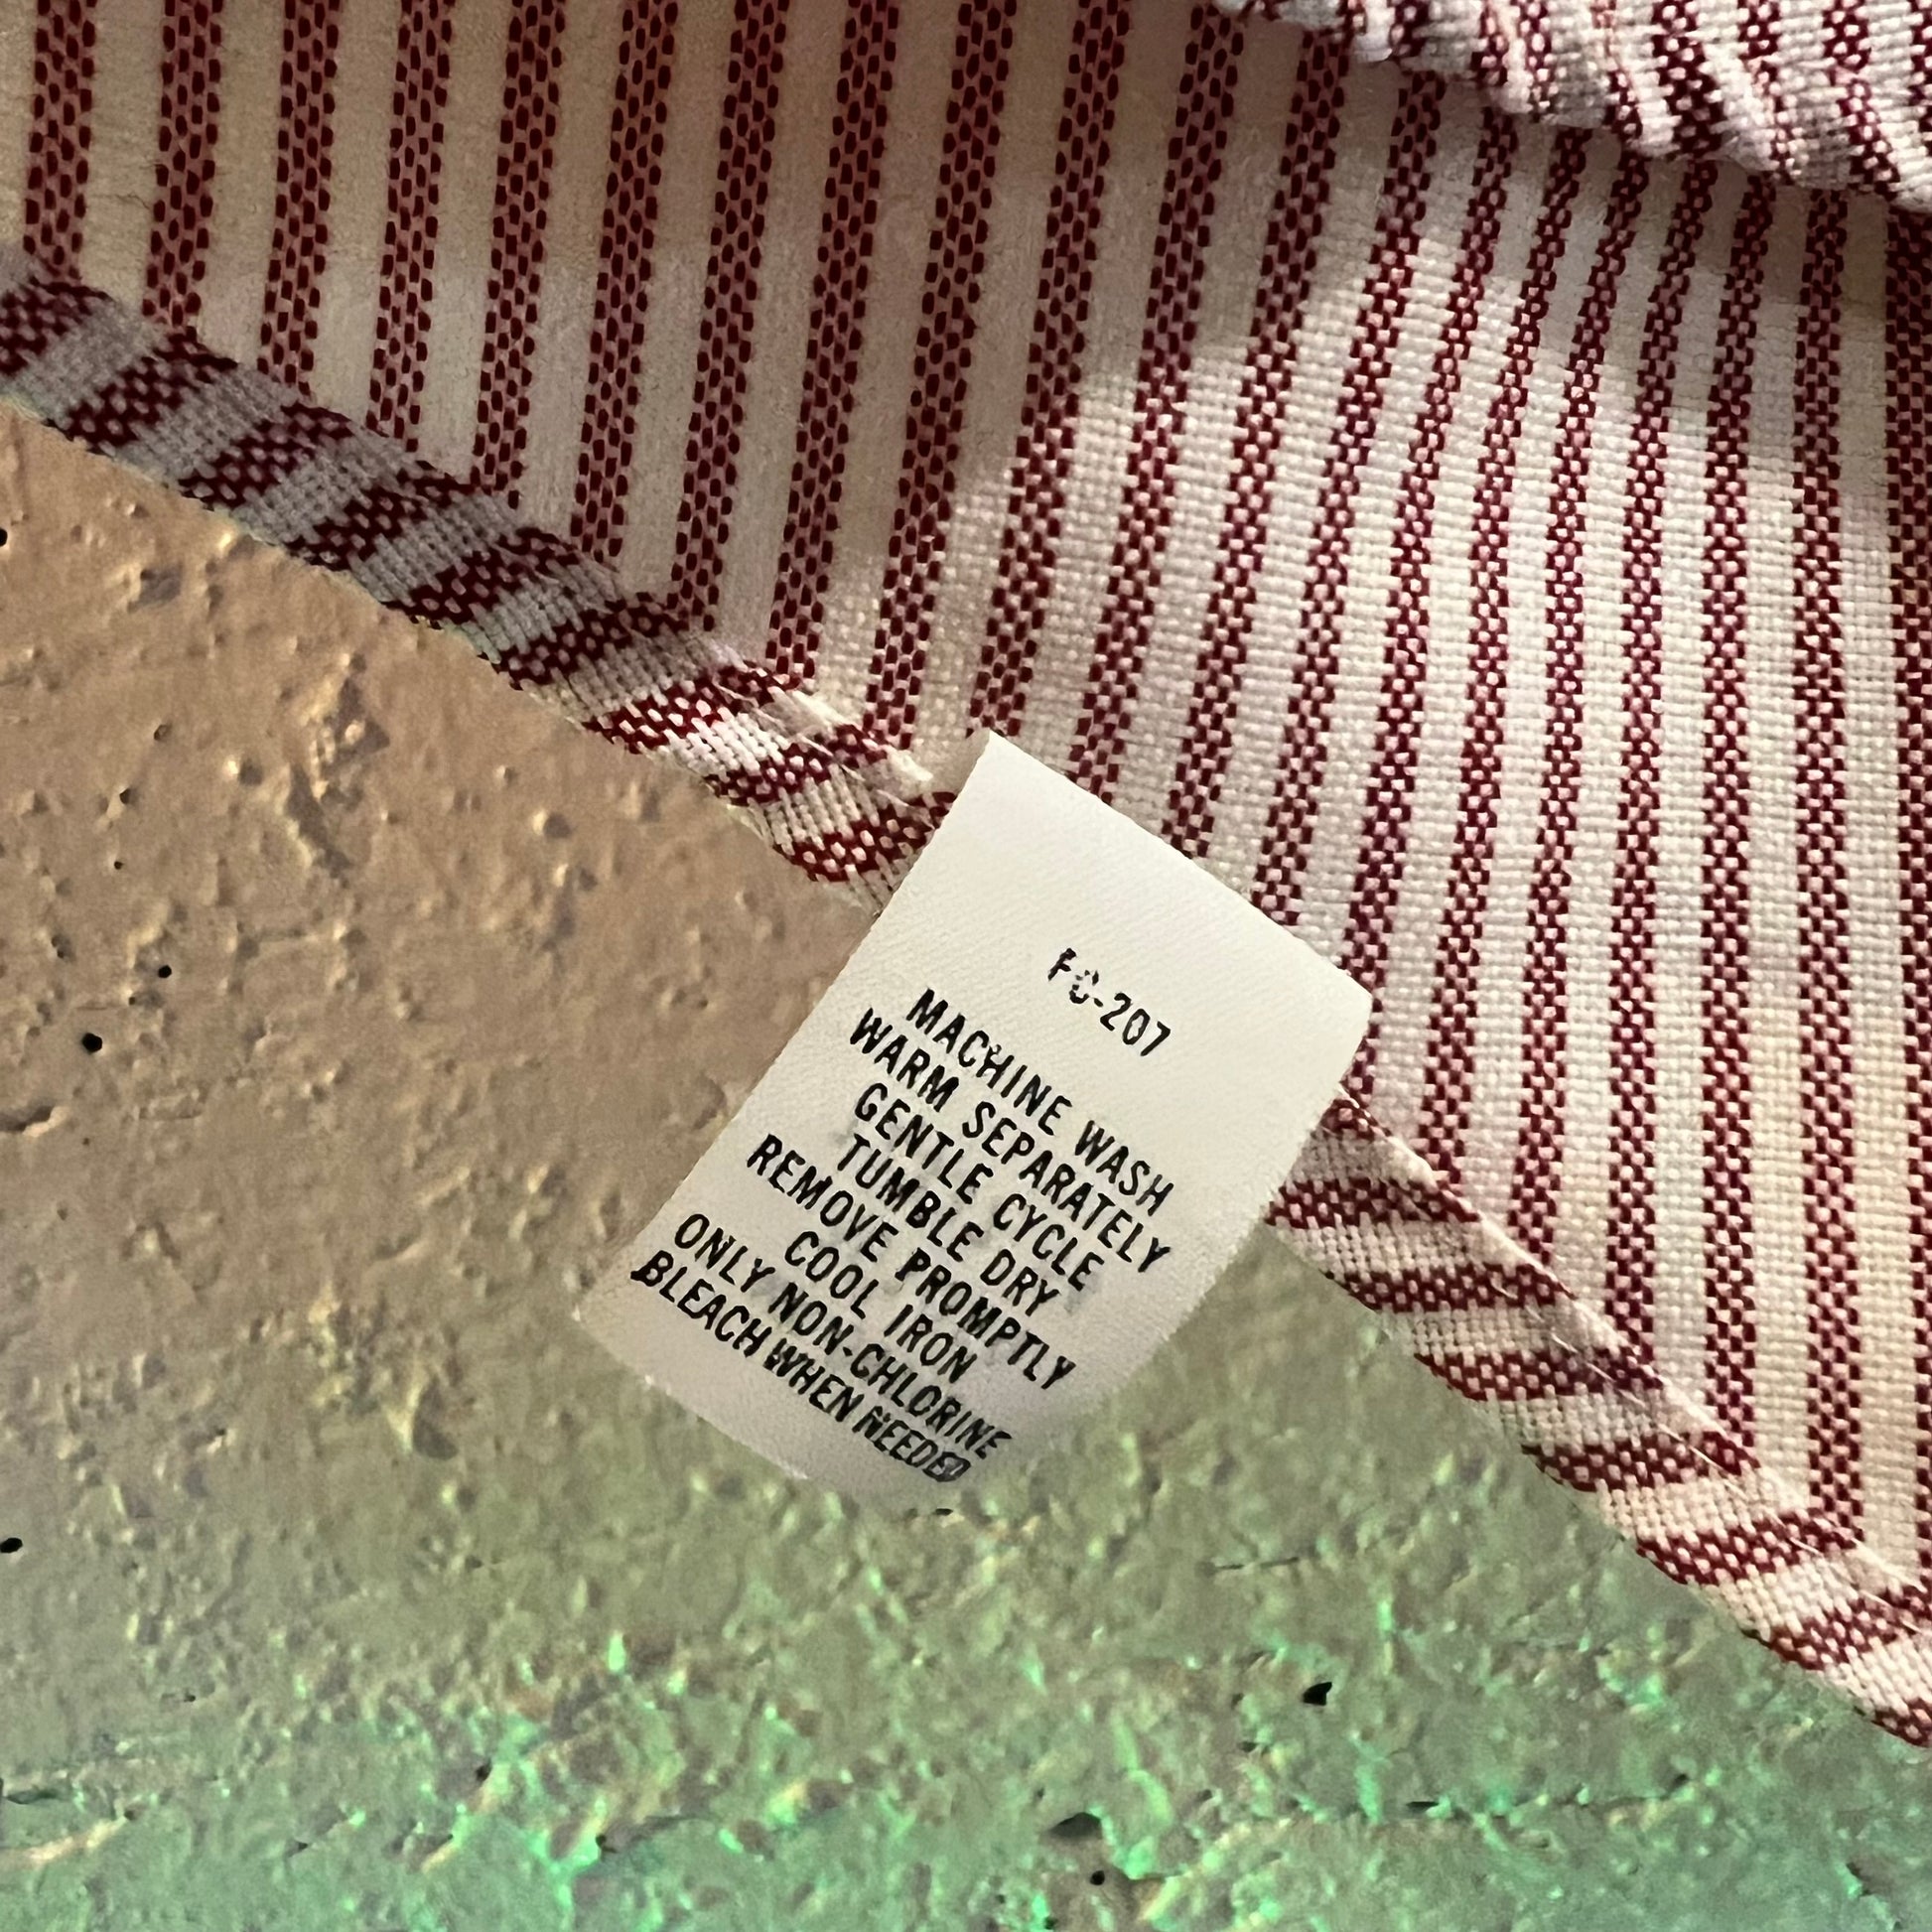 FC-207
MACHINE WASH
WARM SEPARATELY
GENTLE CYCLE
TUMBLE DRY
REMOVE PROMPTLY
COOL IRON
ONLY NON-CHLORINE
BLEACH WHEN NEEDED